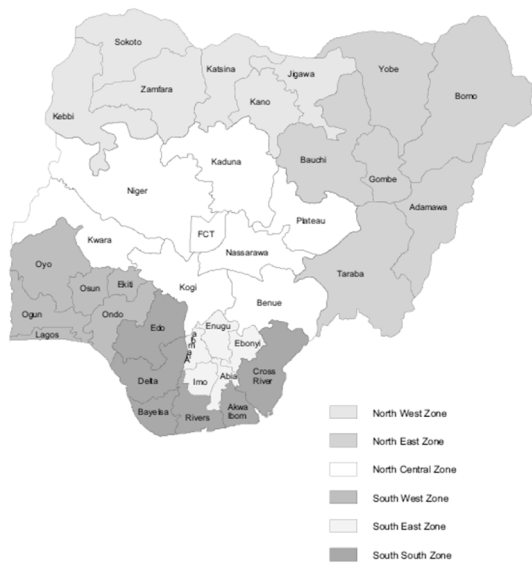 Sokoto
Katsina
Jigawa
Yobe
Borno
Zamfara
Kano
Kebbi
Kaduna
Bauchi
Gombe
Niger
Adamawa
Plateau
FCT
Kwara
Nassarawa
Oyo
Taraba
Osun
Ekiti
Kogi
Benue
Ogun
Ondo
Lagos
Edo
Enugu
Anambra
Ebonyi
Delta
Imo
Abia
Cross
River
Bayelsa
Rivers
Akwa
Ibom
North West Zone
North East Zone
North Central Zone
South West Zone
South East Zone
South South Zone